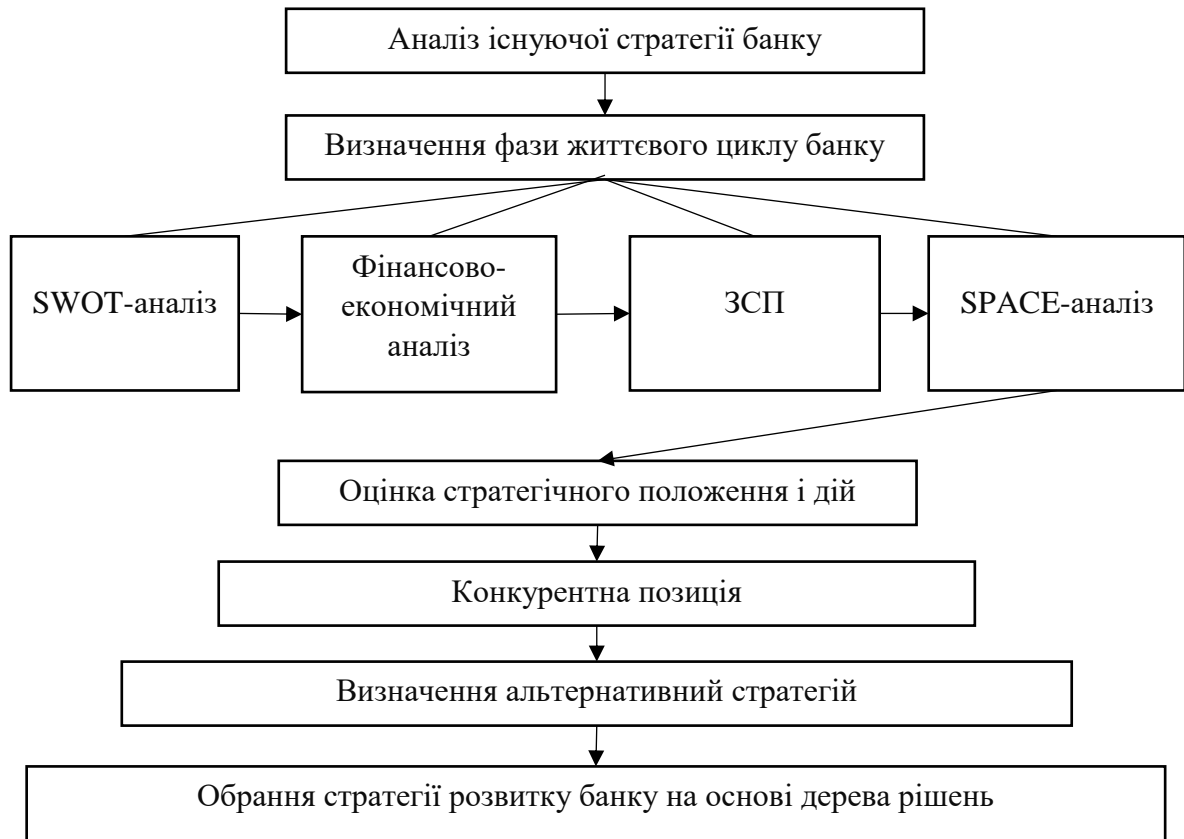 Аналіз існуючої стратегії банку
Визначення фази життєвого циклу банку
SWOT-аналіз
Фінансово-
економічний
аналіз
ЗСП
SPACE-аналіз
Оцінка стратегічного положення і дій
Конкурентна позиція
Визначення альтернативний стратегій
Обрання стратегії розвитку банку на основі дерева рішень